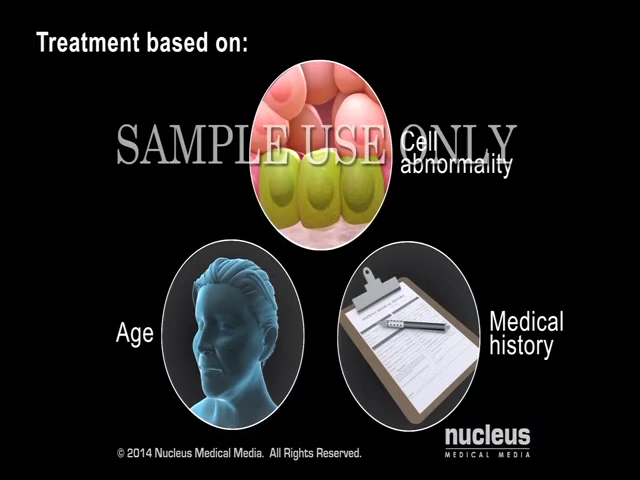 Treatment based on:
SAMPLE USE ONLY
Cell
abnormality
Age
Medical
history
nucleus
MEDICAL MEDIA
© 2014 Nucleus Medical Media. All Rights Reserved.